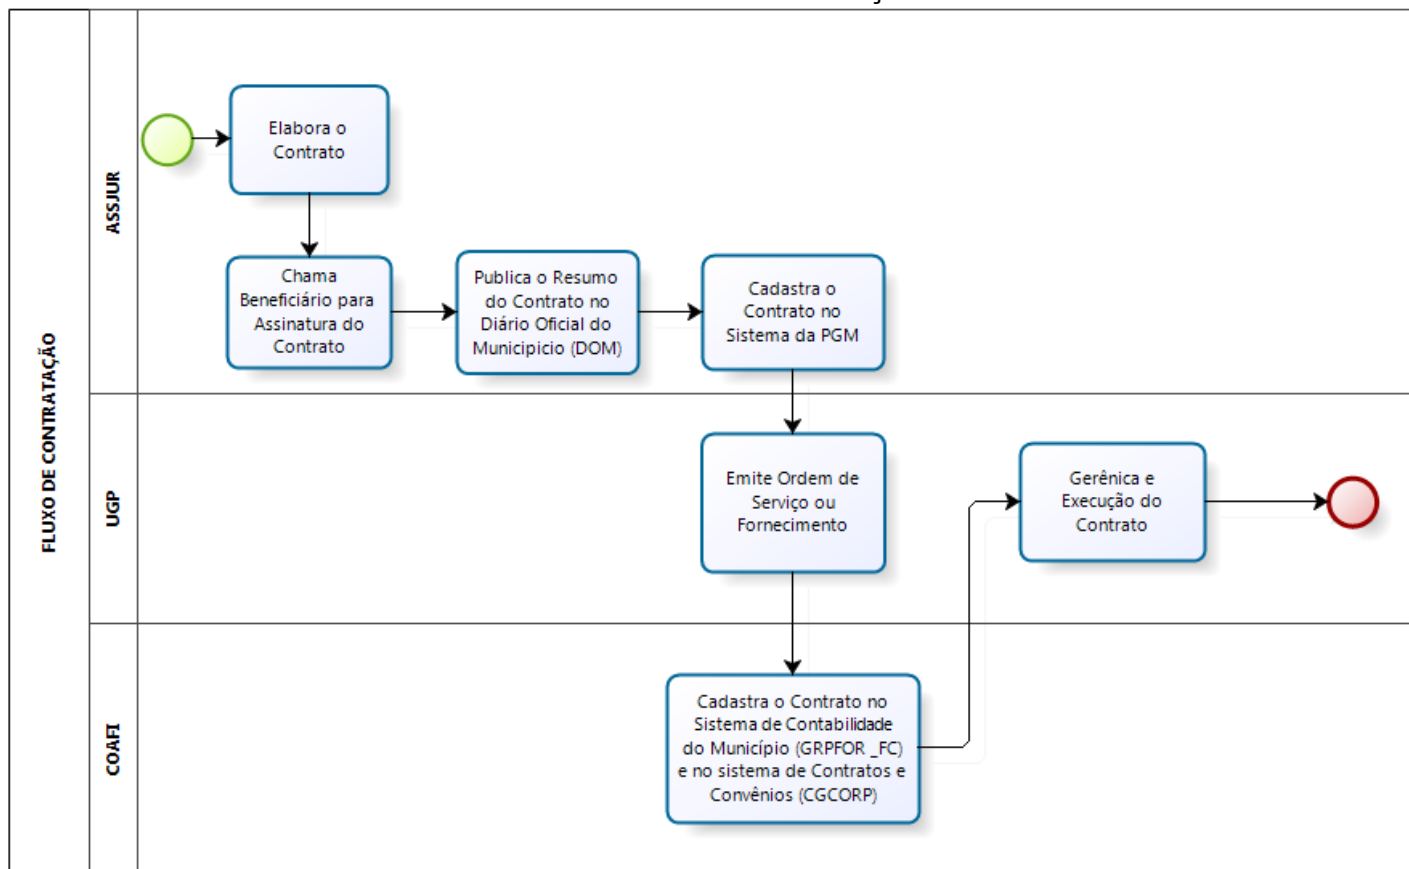 FLUXO DE CONTRATAÇÃO
ASSJUR
Elabora o
Contrato
Chama
Beneficiário para
Assinatura do
Contrato
Publica o Resumo
do Contrato no
Diário Oficial do
Municipicio (DOM)
Cadastra o
Contrato no
Sistema da PGM
UGP
Emite Ordem de
Serviço ou
Fornecimento
Gerênica e
Execução do
Contrato
COAFI
Cadastra o Contrato no
Sistema de Contabilidade
do Município (GRPFOR _FC)
e no sistema de Contratos e
Convênios (CGCORP)